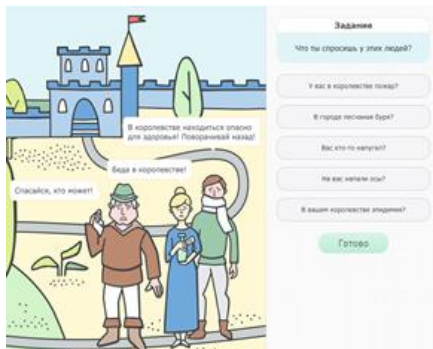 В королевстве находиться опасно
для здоровья! Поворачивай назад!
Беда в королевстве!
Спасайся, кто может!
Задание
Что ты спросишь у этих людей?
У вас в королевстве пожар?
В городе песчаная буря?
Вас кто-то напугал?
На вас напали осы?
В вашем королевстве эпидемия?
Готово